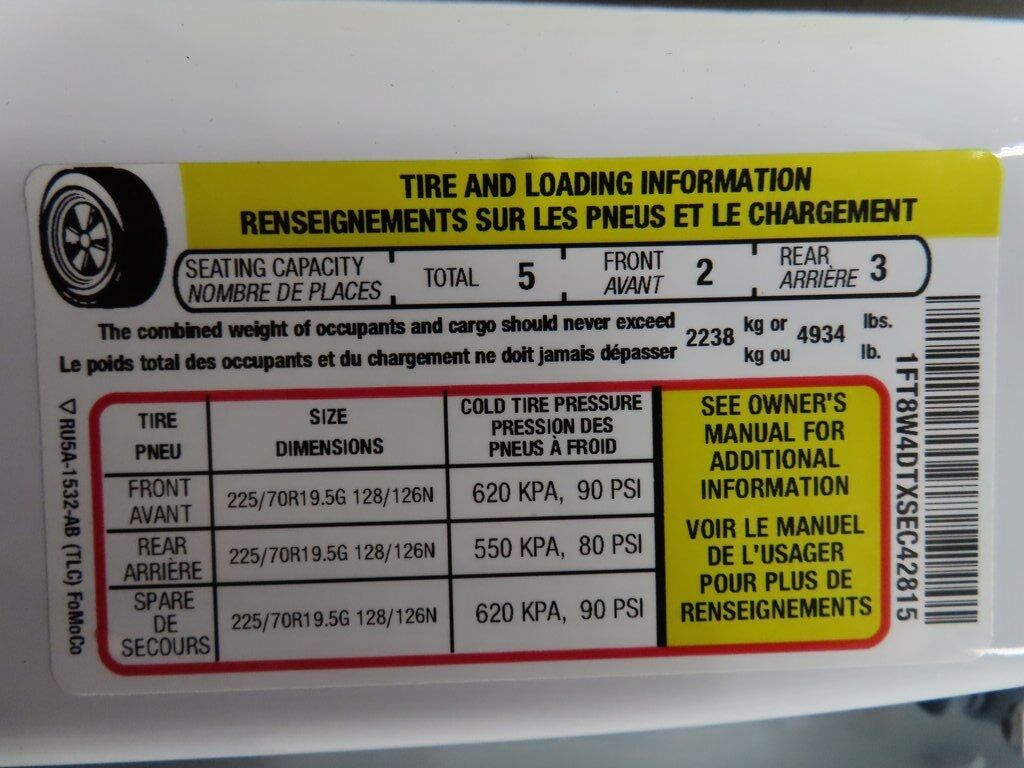 TIRE AND LOADING INFORMATION
RENSEIGNEMENTS SUR LES PNEUS ET LE CHARGEMENT
SEATING CAPACITY
NOMBRE DE PLACES
TOTAL 5
FRONT
AVANT
2
REAR
ARRIÈRE
3
The combined weight of occupants and cargo should never exceed
Le poids total des occupants et du chargement ne doit jamais dépasser
2238
kg or
kg ou
4934
lbs.
lb.
▽RU5A-1532-AB (TLC) FoMoCo
TIRE
PNEU
SIZE
DIMENSIONS
COLD TIRE PRESSURE
PRESSION DES
PNEUS À FROID
FRONT
AVANT
225/70R19.5G 128/126N
620 KPA, 90 PSI
REAR
ARRIÈRE
225/70R19.5G 128/126N
550 KPA, 80 PSI
SPARE
DE
SECOURS
225/70R19.5G 128/126N
620 KPA, 90 PSI
SEE OWNER'S
MANUAL FOR
ADDITIONAL
INFORMATION
VOIR LE MANUEL
DE L'USAGER
POUR PLUS DE
RENSEIGNEMENTS
1FT8W4DTXSEC42815